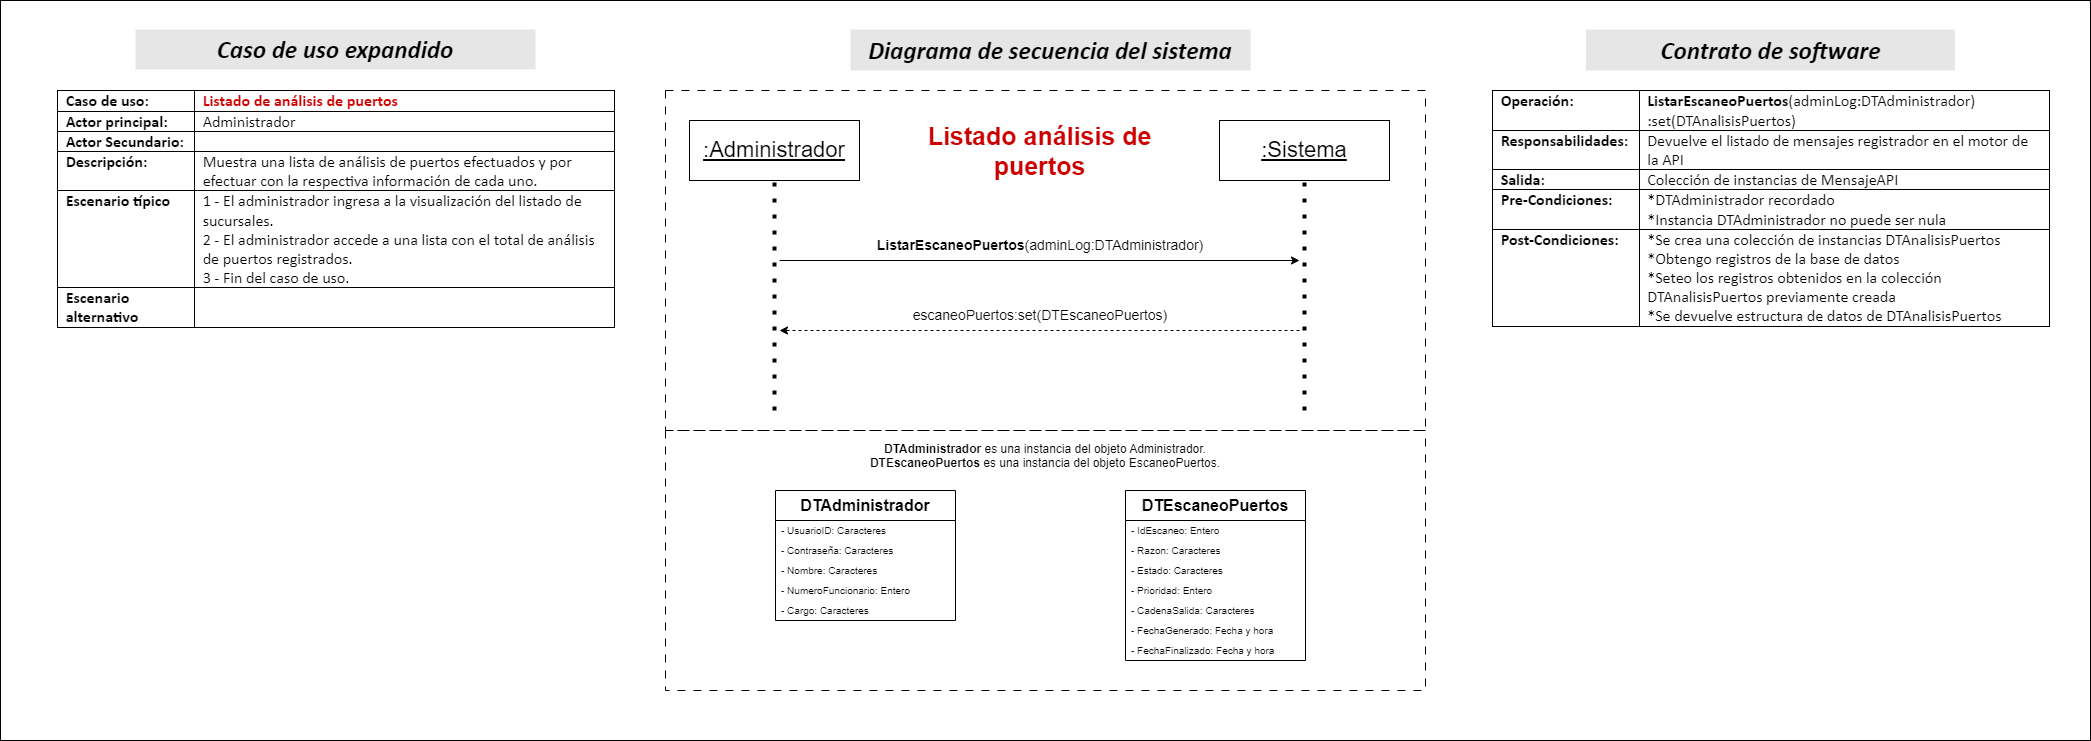 Caso de uso expandido
Caso de uso:
Listado de análisis de puertos
Actor principal:
Administrador
Actor Secundario:
Descripción:
Muestra una lista de análisis de puertos efectuados y por
efectuar con la respectiva información de cada uno.
Escenario típico
1 - El administrador ingresa a la visualización del listado de
sucursales.
2 - El administrador accede a una lista con el total de análisis
de puertos registrados.
3 - Fin del caso de uso.
Escenario
alternativo
Diagrama de secuencia del sistema
:Administrador
Listado análisis de
puertos
:Sistema
ListarEscaneoPuertos(adminLog:DTAdministrador)
escaneoPuertos:set(DTEscaneoPuertos)
DTAdministrador es una instancia del objeto Administrador.
DTEscaneoPuertos es una instancia del objeto EscaneoPuertos.
DTAdministrador
- UsuarioID: Caracteres
- Contraseña: Caracteres
- Nombre: Caracteres
- NumeroFuncionario: Entero
- Cargo: Caracteres
DTEscaneoPuertos
- IdEscaneo: Entero
- Razon: Caracteres
- Estado: Caracteres
- Prioridad: Entero
- CadenaSalida: Caracteres
- FechaGenerado: Fecha y hora
- FechaFinalizado: Fecha y hora
Contrato de software
Operación:
ListarEscaneoPuertos(adminLog:DTAdministrador)
:set(DTAnalisisPuertos)
Responsabilidades:
Devuelve el listado de mensajes registrador en el motor de
la API
Salida:
Colección de instancias de MensajeAPI
Pre-Condiciones:
*DTAdministrador recordado
*Instancia DTAdministrador no puede ser nula
Post-Condiciones:
*Se crea una colección de instancias DTAnalisisPuertos
*Obtengo registros de la base de datos
*Seteo los registros obtenidos en la colección
DTAnalisisPuertos previamente creada
*Se devuelve estructura de datos de DTAnalisisPuertos